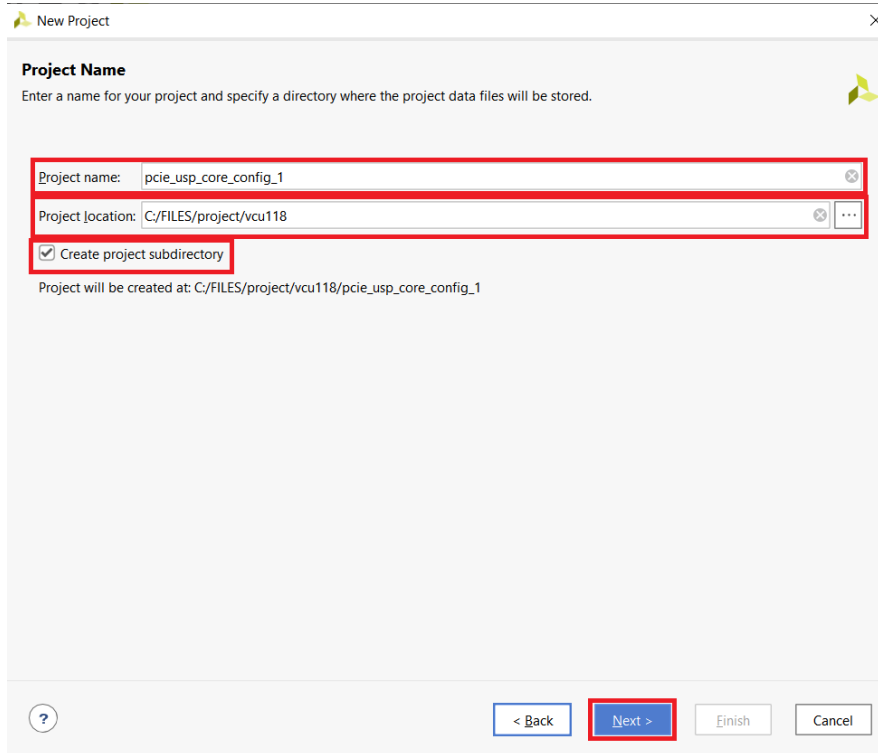 New Project
Project Name
Enter a name for your project and specify a directory where the project data files will be stored.
Project name: pcie_usp_core_config_1
Project location: C:/FILES/project/vcu118 ...
Create project subdirectory
Project will be created at: C:/FILES/project/vcu118/pcie_usp_core_config_1
? < Back Next > Finish Cancel